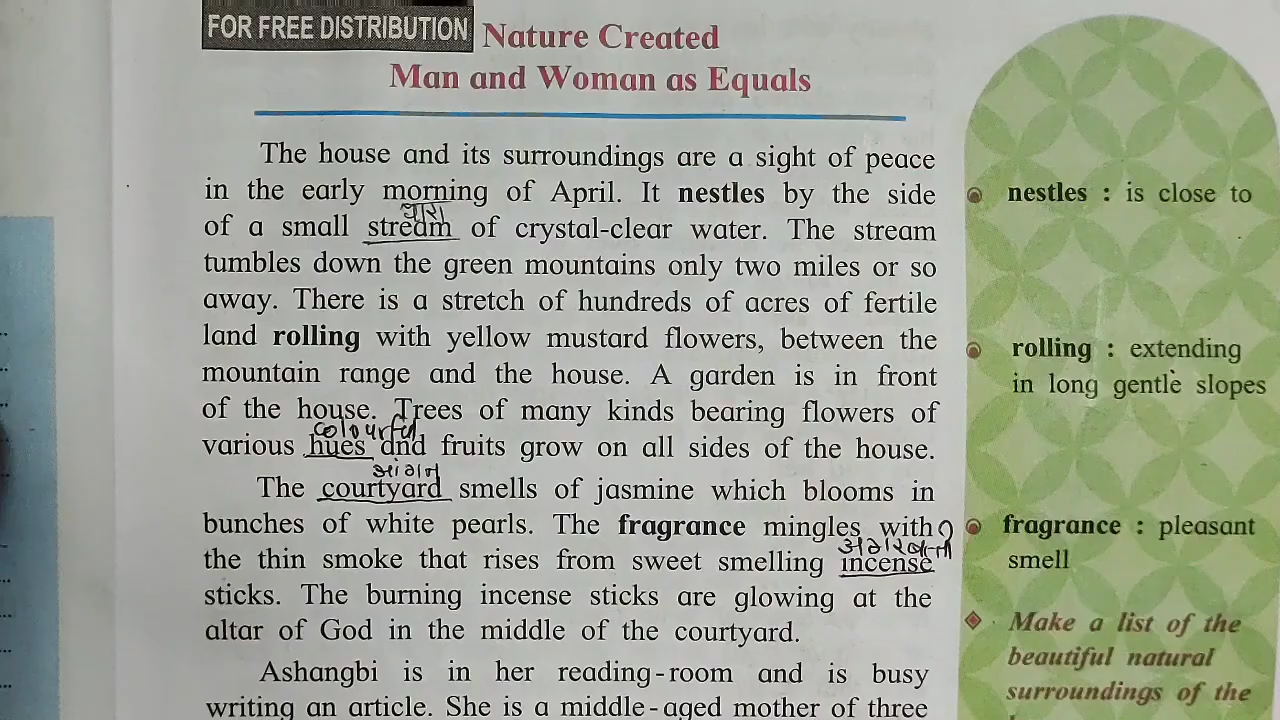 FOR FREE DISTRIBUTION
Nature Created
Man and Woman as Equals
The house and its surroundings are a sight of peace
in the early morning of April. It nestles by the side
धारा
of a small stream of crystal-clear water. The stream
tumbles down the green mountains only two miles or so
away. There is a stretch of hundreds of acres of fertile
land rolling with yellow mustard flowers, between the
mountain range and the house. A garden is in front
of the house. Trees of many kinds bearing flowers of
colourful
various hues and fruits grow on all sides of the house.
आंगन
The courtyard smells of jasmine which blooms in
bunches of white pearls. The fragrance mingles with
अगरबत्ती
the thin smoke that rises from sweet smelling incense
sticks. The burning incense sticks are glowing at the
altar of God in the middle of the courtyard.
Ashangbi is in her reading-room and is busy
writing an article. She is a middle-aged mother of three
nestles : is close to
rolling : extending
in long gentle slopes
fragrance : pleasant
smell
Make a list of the
beautiful natural
surroundings of the